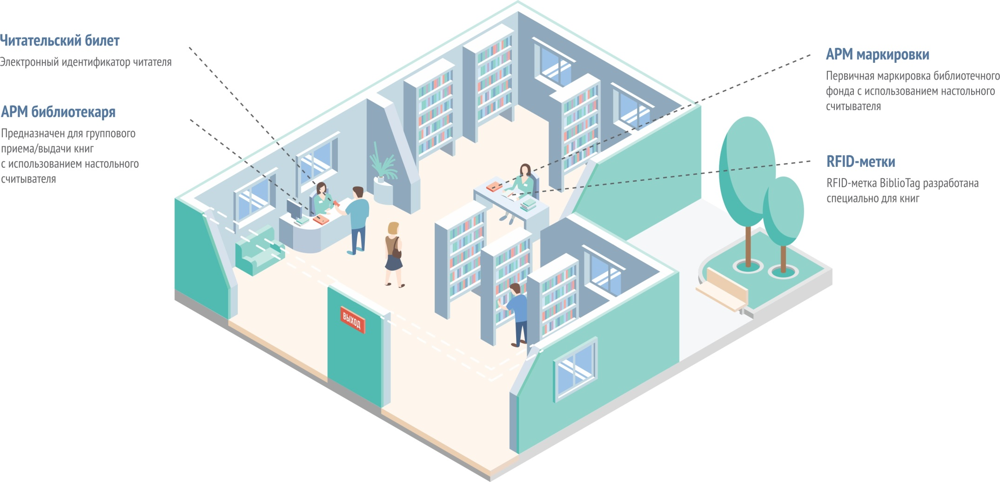 Читательский билет
Электронный идентификатор читателя
АРМ библиотекаря
Предназначен для группового
приема/выдачи книг
с использованием настольного
считывателя
АРМ маркировки
Первичная маркировка библиотечного
фонда с использованием настольного
считывателя
RFID-метки
RFID-метка BiblioTag разработана
специально для книг
ВЫХОД